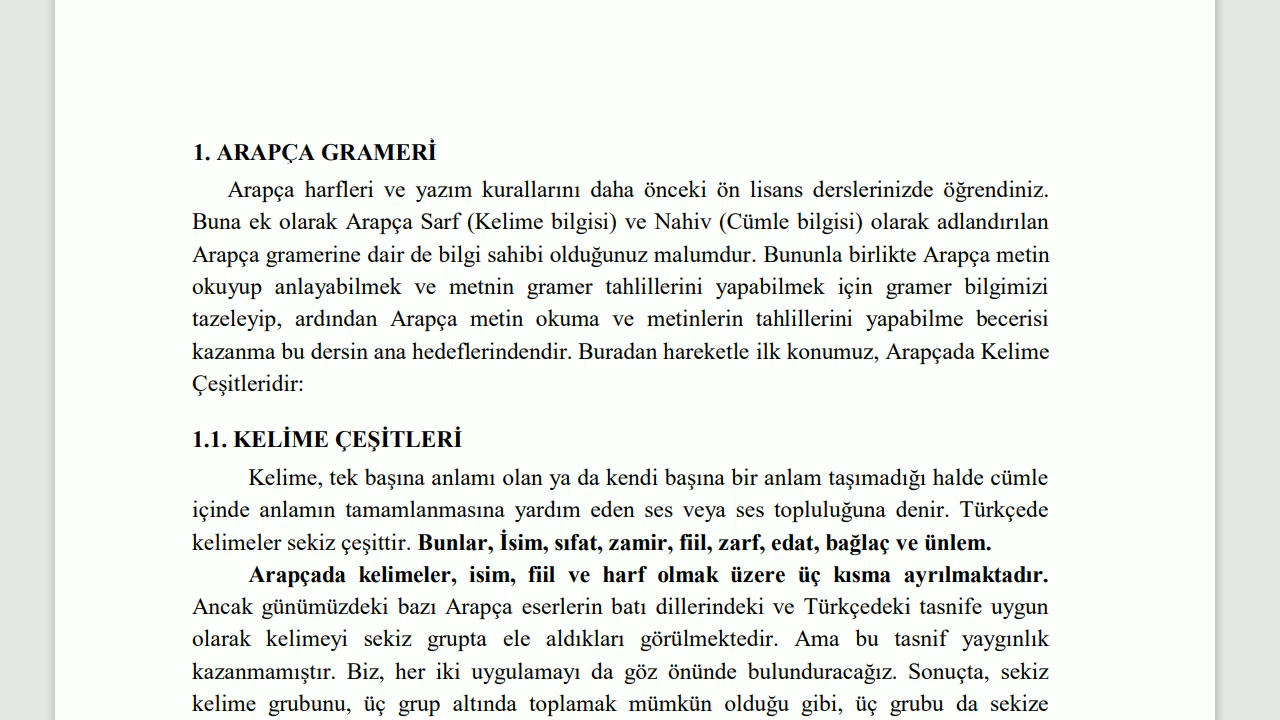 1. ARAPÇA GRAMERİ
Arapça harfleri ve yazım kurallarını daha önceki ön lisans derslerinizde öğrendiniz.
Buna ek olarak Arapça Sarf (Kelime bilgisi) ve Nahiv (Cümle bilgisi) olarak adlandırılan
Arapça gramerine dair de bilgi sahibi olduğunuz malumdur. Bununla birlikte Arapça metin
okuyup anlayabilmek ve metnin gramer tahlillerini yapabilmek için gramer bilgimizi
tazeleyip, ardından Arapça metin okuma ve metinlerin tahlillerini yapabilme becerisi
kazanma bu dersin ana hedeflerindendir. Buradan hareketle ilk konumuz, Arapçada Kelime
Çeşitleridir:
1.1. KELİME ÇEŞİTLERİ
Kelime, tek başına anlamı olan ya da kendi başına bir anlam taşımadığı halde cümle
içinde anlamın tamamlanmasına yardım eden ses veya ses topluluğuna denir. Türkçede
kelimeler sekiz çeşittir. Bunlar, İsim, sıfat, zamir, fiil, zarf, edat, bağlaç ve ünlem.
Arapçada kelimeler, isim, fiil ve harf olmak üzere üç kısma ayrılmaktadır.
Ancak günümüzdeki bazı Arapça eserlerin batı dillerindeki ve Türkçedeki tasnife uygun
olarak kelimeyi sekiz grupta ele aldıkları görülmektedir. Ama bu tasnif yaygınlık
kazanmamıştır. Biz, her iki uygulamayı da göz önünde bulunduracağız. Sonuçta, sekiz
kelime grubunu, üç grup altında toplamak mümkün olduğu gibi, üç grubu da sekize